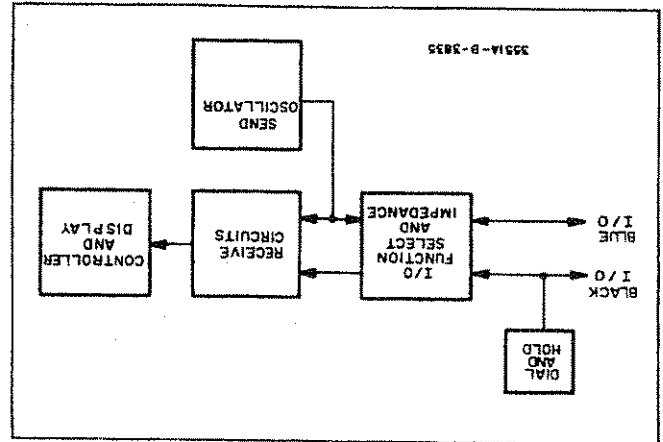 DIAL
AND
HOLD
BLACK
I/O
BLUE
I/O
I/O
FUNCTION
SELECT
AND
IMPEDANCE
RECEIVE
CIRCUITS
CONTROLLER
AND
DISPLAY
SEND
OSCILLATOR
3551A-B-3835